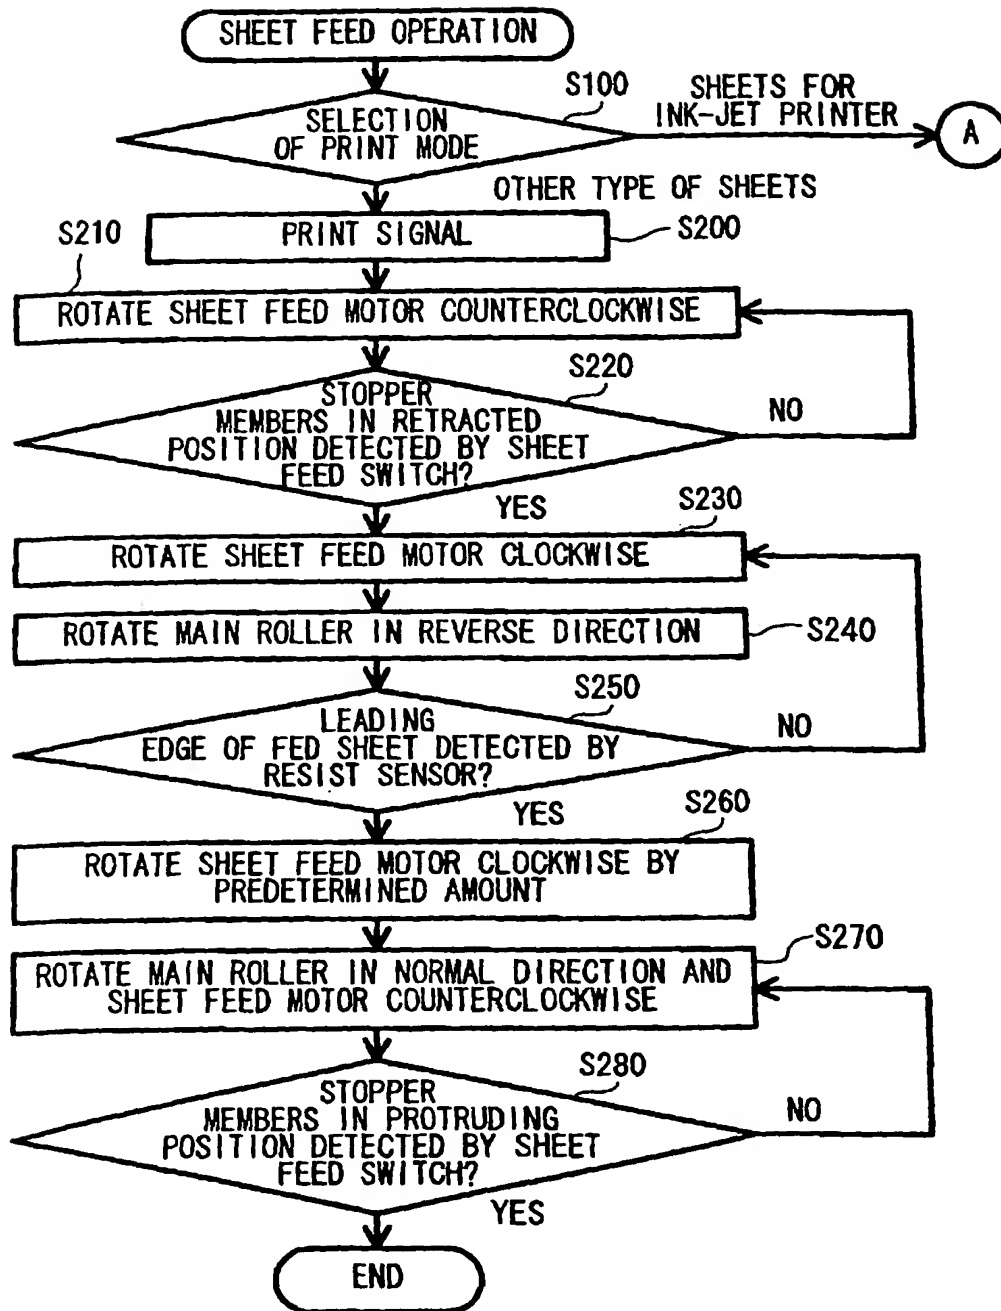 SHEET FEED OPERATION
S100
SHEETS FOR
INK-JET PRINTER
A
SELECTION
OF PRINT MODE
OTHER TYPE OF SHEETS
S210
PRINT SIGNAL
S200
ROTATE SHEET FEED MOTOR COUNTERCLOCKWISE
S220
STOPPER
MEMBERS IN RETRACTED
POSITION DETECTED BY SHEET
FEED SWITCH?
NO
YES
S230
ROTATE SHEET FEED MOTOR CLOCKWISE
ROTATE MAIN ROLLER IN REVERSE DIRECTION
S240
S250
LEADING
EDGE OF FED SHEET DETECTED BY
RESIST SENSOR?
NO
YES
S260
ROTATE SHEET FEED MOTOR CLOCKWISE BY
PREDETERMINED AMOUNT
S270
ROTATE MAIN ROLLER IN NORMAL DIRECTION AND
SHEET FEED MOTOR COUNTERCLOCKWISE
S280
STOPPER
MEMBERS IN PROTRUDING
POSITION DETECTED BY SHEET
FEED SWITCH?
NO
YES
END